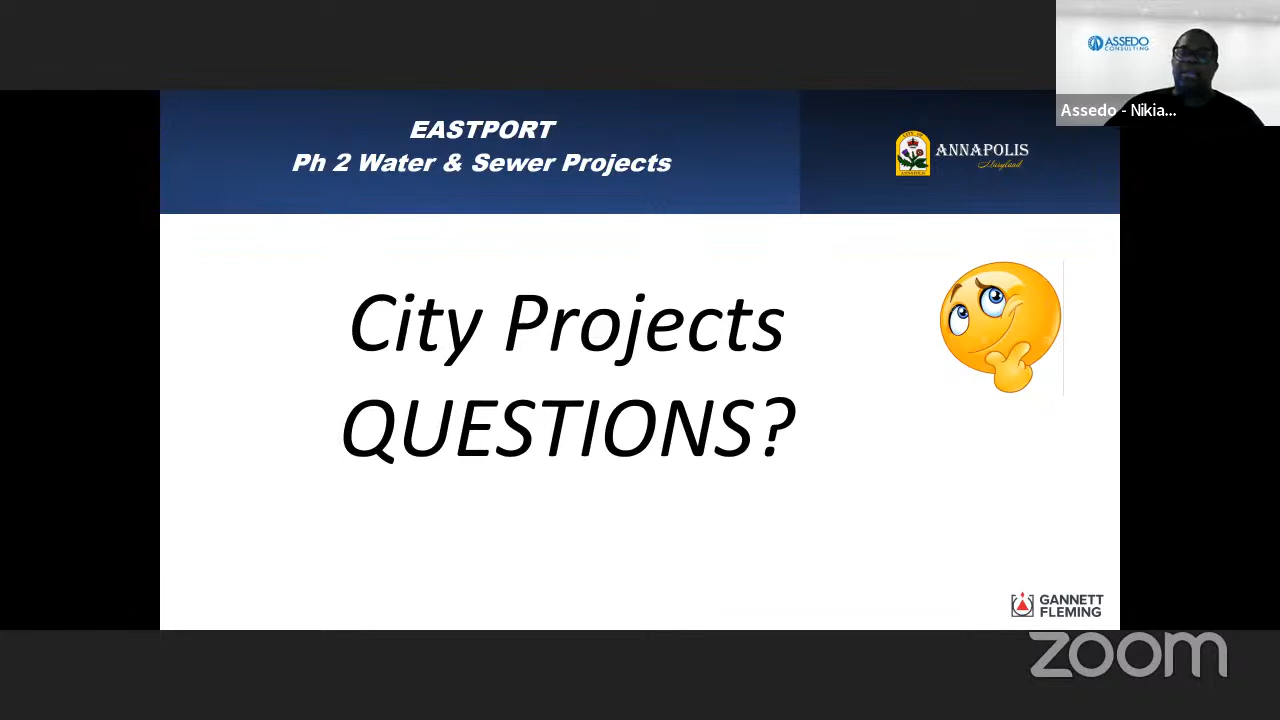 ASSEDO
CONSULTING
Assedo - Nikia...
EASTPORT
Ph 2 Water & Sewer Projects
ANNAPOLIS
Maryland
City Projects
QUESTIONS?
GANNETT
FLEMING
zoom